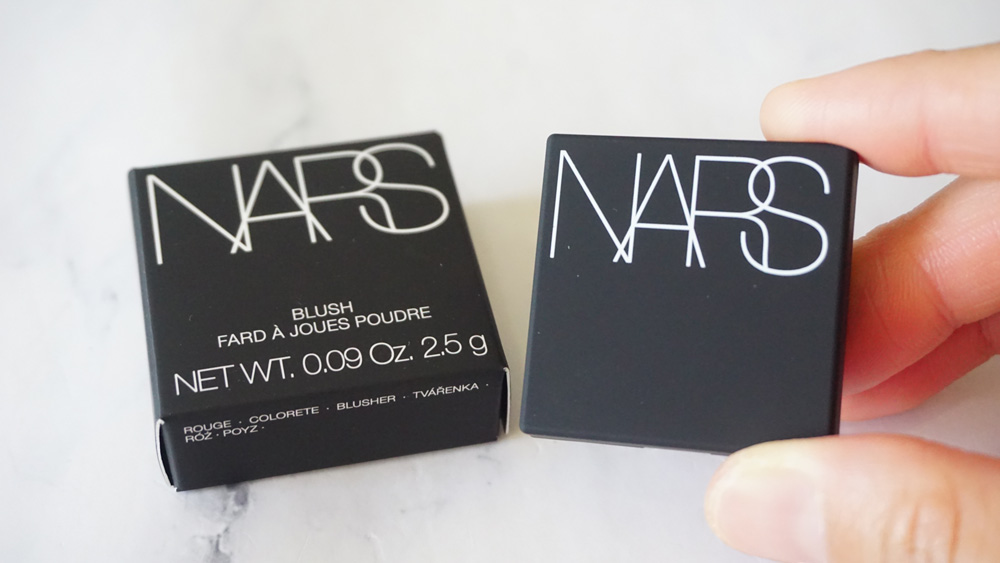 NARS
BLUSH
FARD À JOUES POUDRE
NET WT. 0.09 Oz. 2.5 g
ROUGE · COLORETE · BLUSHER · TVÁŘENKA ·
RÓŻ · POYZ ·
NARS